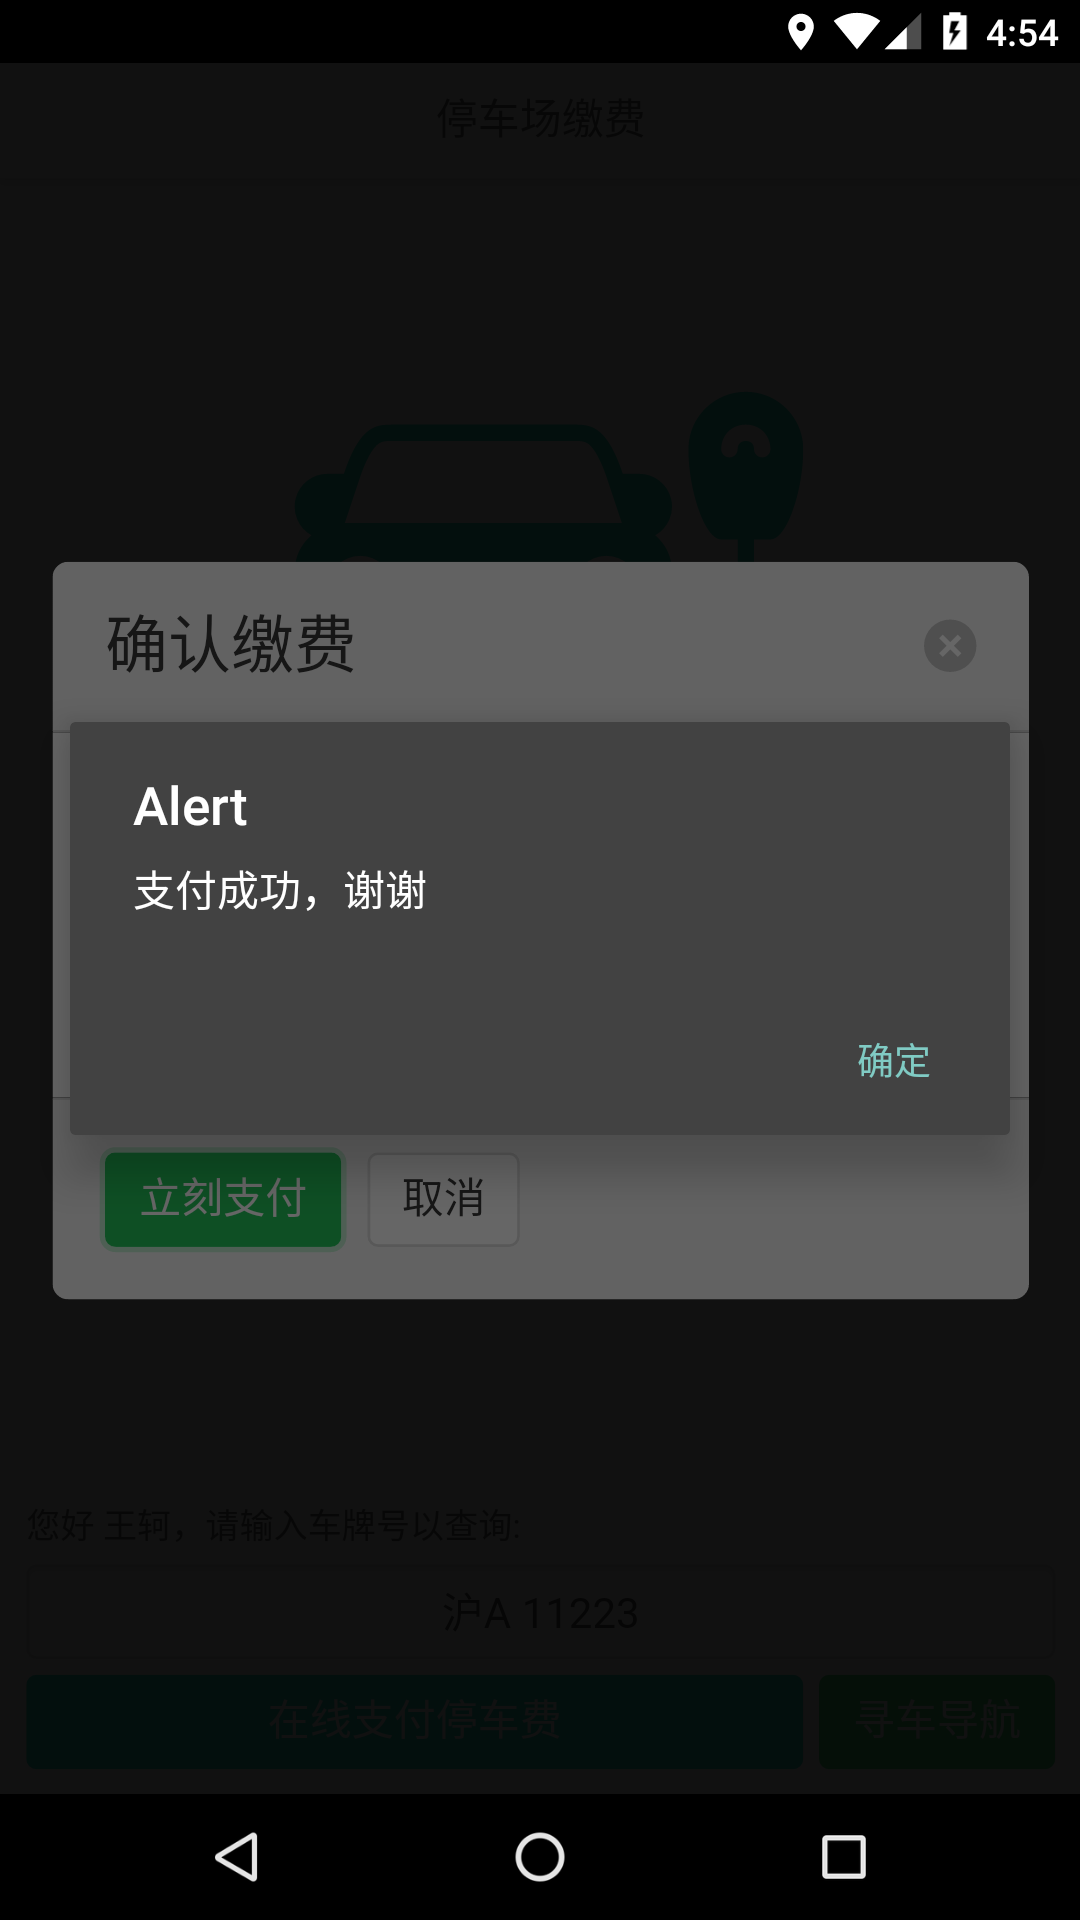 4:54
停车场缴费
确认缴费
Alert
支付成功，谢谢
确定
立刻支付
取消
您好 王轲，请输入车牌号以查询:
沪A 11223
在线支付停车费
寻车导航